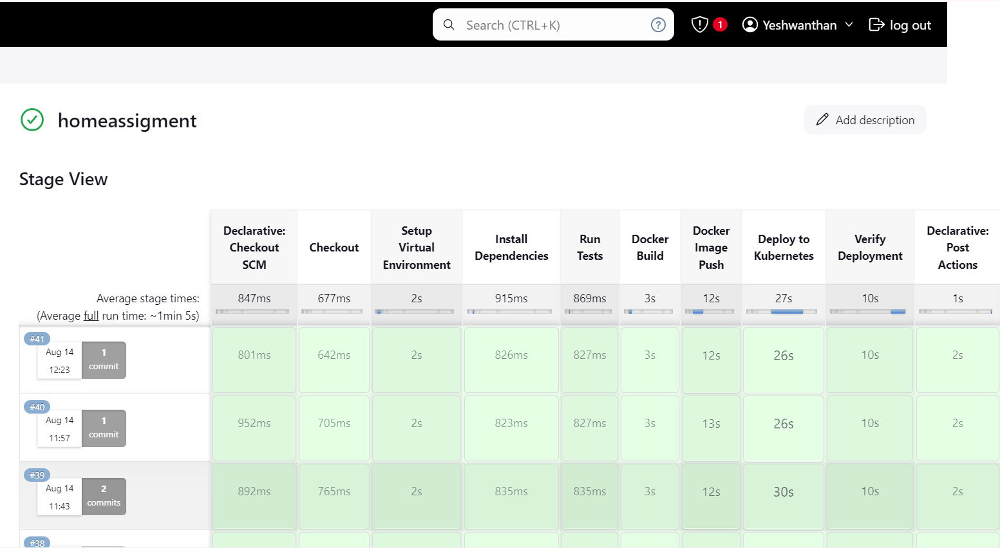 Search (CTRL+K)
?
1
Yeshwanthan
log out
homeassigment
Add description
Stage View
Declarative:
Checkout
SCM
Checkout
Setup
Virtual
Environment
Install
Dependencies
Run
Tests
Docker
Build
Docker
Image
Push
Deploy to
Kubernetes
Verify
Deployment
Declarative:
Post
Actions
Average stage times:
(Average full run time: ~1min 5s)
847ms 677ms 2s 915ms 869ms 3s 12s 27s 10s 1s
#41
Aug 14
12:23
1
commit
801ms 642ms 2s 826ms 827ms 3s 12s 26s 10s 2s
#40
Aug 14
11:57
1
commit
952ms 705ms 2s 823ms 827ms 3s 13s 26s 10s 2s
#39
Aug 14
11:43
2
commits
892ms 765ms 2s 835ms 835ms 3s 12s 30s 10s 2s
#38